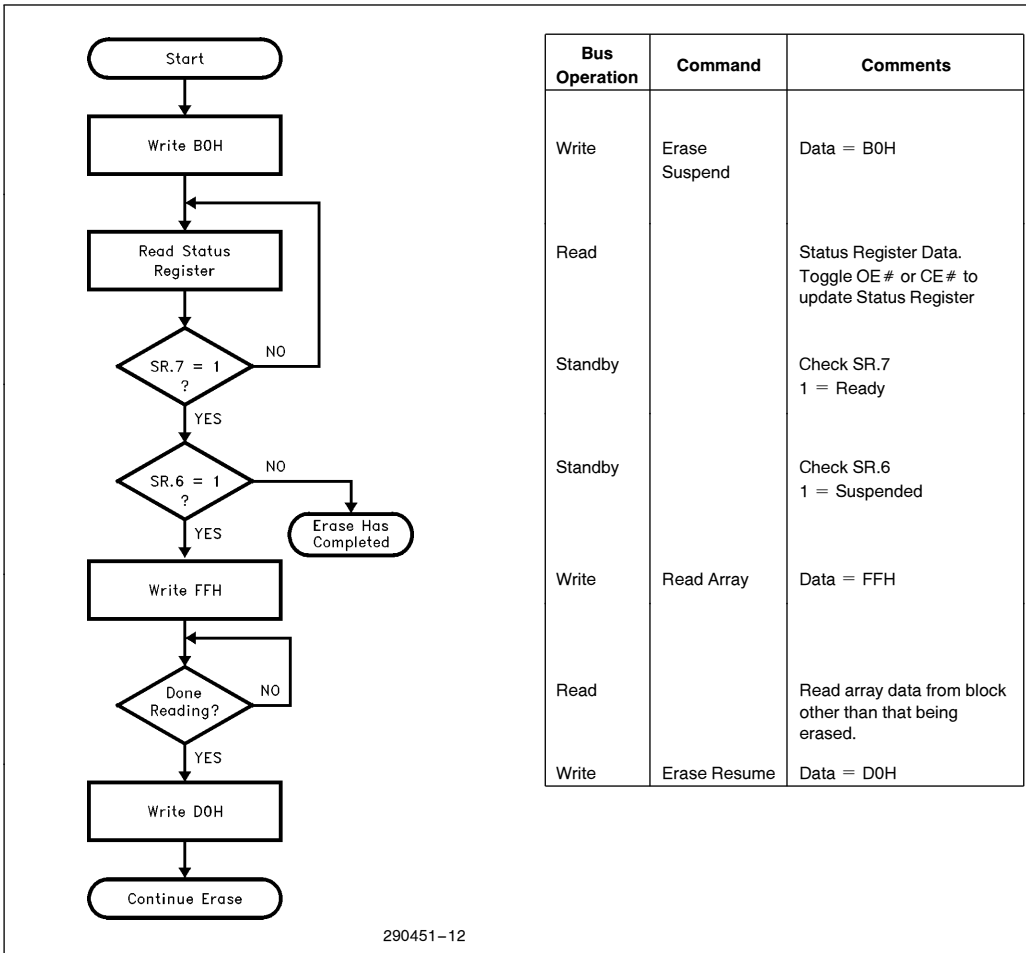 Start
Write B0H
Read Status
Register
SR.7 = 1
?
NO
YES
SR.6 = 1
?
NO
YES
Erase Has
Completed
Write FFH
Done
Reading?
NO
YES
Write D0H
Continue Erase
290451-12
Bus
Operation
Command
Comments
Write
Erase
Suspend
Data = B0H
Read
Status Register Data.
Toggle OE# or CE# to
update Status Register
Standby
Check SR.7
1 = Ready
Standby
Check SR.6
1 = Suspended
Write
Read Array
Data = FFH
Read
Read array data from block
other than that being
erased.
Write
Erase Resume
Data = D0H